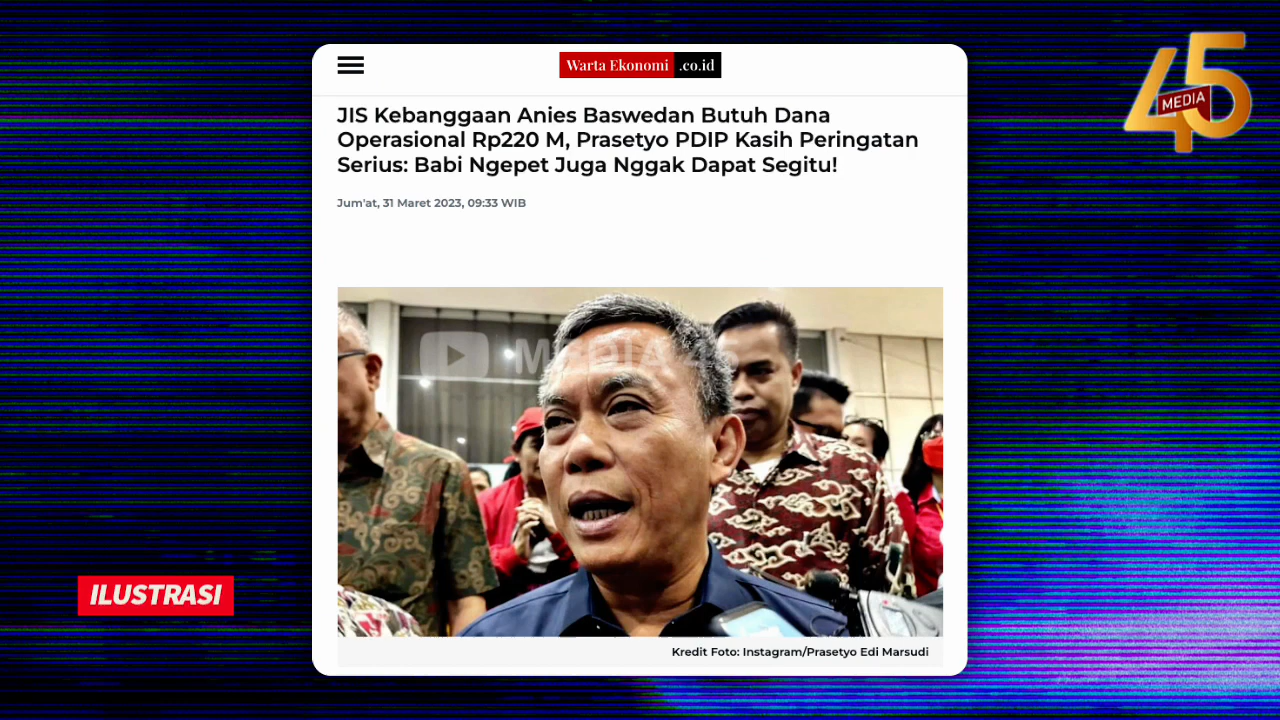 Warta Ekonomi .co.id
45
MEDIA
JIS Kebanggaan Anies Baswedan Butuh Dana
Operasional Rp220 M, Prasetyo PDIP Kasih Peringatan
Serius: Babi Ngepet Juga Nggak Dapat Segitu!
Jum'at, 31 Maret 2023, 09:33 WIB
MEDIA 45
ILUSTRASI
Kredit Foto: Instagram/Prasetyo Edi Marsudi